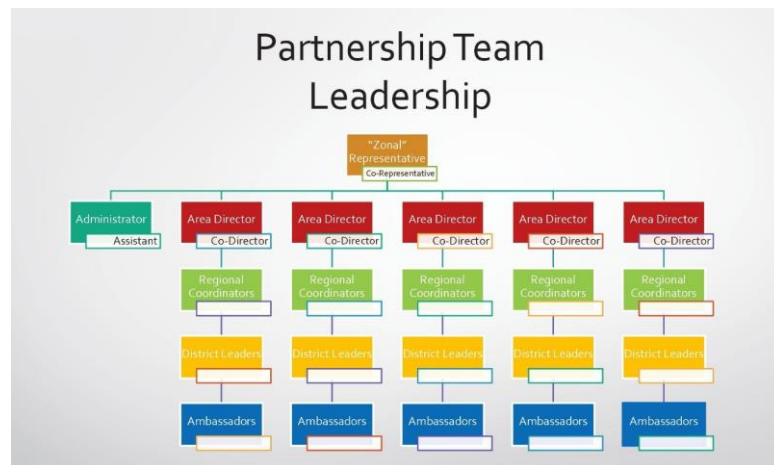 Partnership Team
Leadership
"Zonal"
Representative
Co-Representative
Administrator
Assistant
Area Director
Co-Director
Area Director
Co-Director
Area Director
Co-Director
Area Director
Co-Director
Area Director
Co-Director
Regional
Coordinators
Regional
Coordinators
Regional
Coordinators
Regional
Coordinators
Regional
Coordinators
District Leaders
District Leaders
District Leaders
District Leaders
District Leaders
Ambassadors
Ambassadors
Ambassadors
Ambassadors
Ambassadors